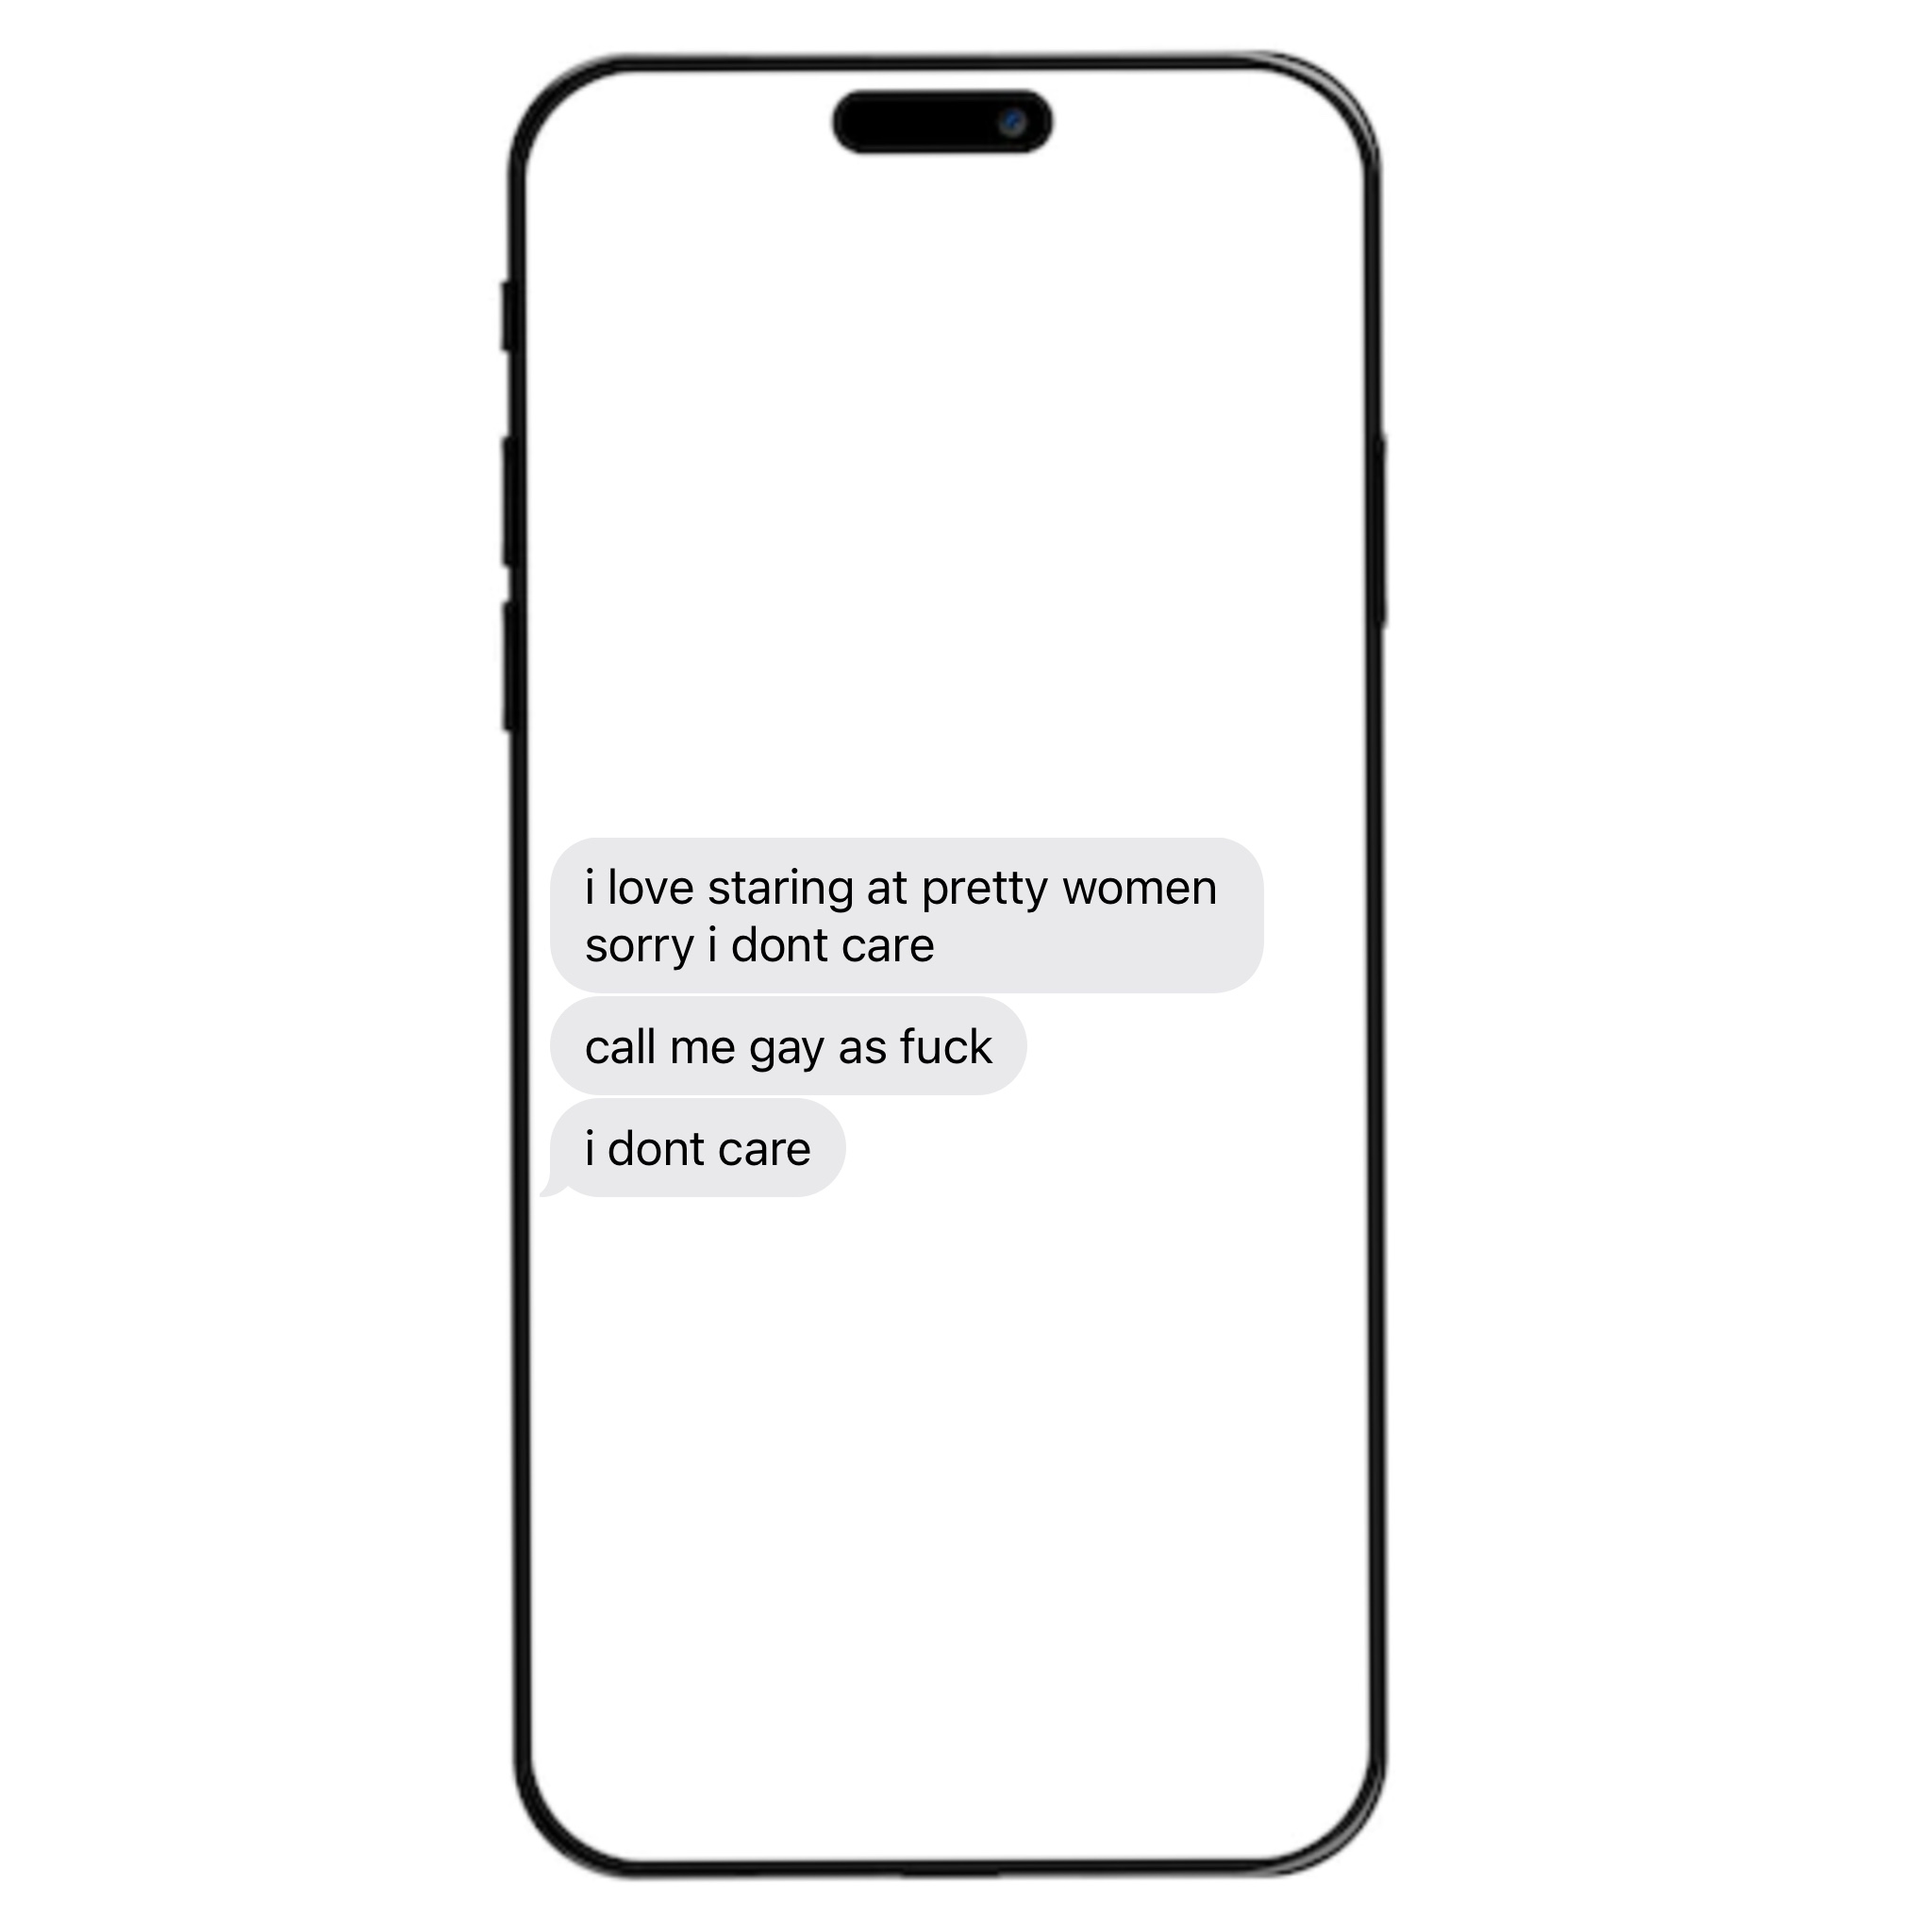 i love staring at pretty women
sorry i dont care
call me gay as fuck
i dont care